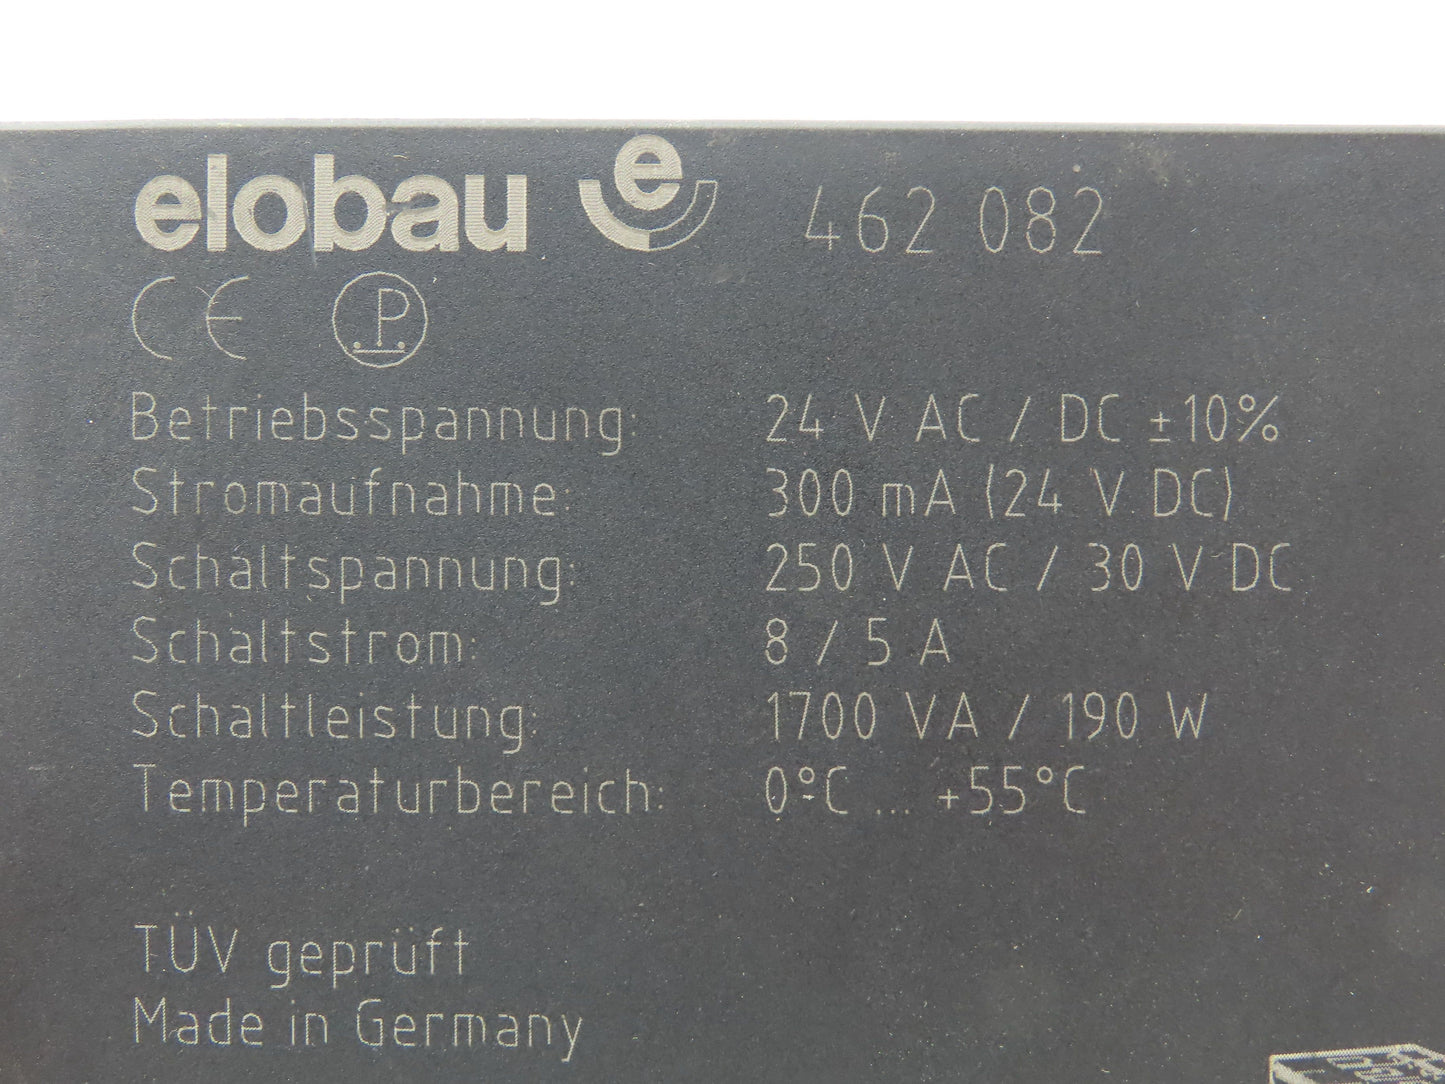 elobau e 462 082
CE P
Betriebsspannung: 24 V AC / DC ±10%
Stromaufnahme: 300 mA (24 V DC)
Schaltspannung: 250 V AC / 30 V DC
Schaltstrom: 8 / 5 A
Schaltleistung: 1700 VA / 190 W
Temperaturbereich: 0°C ... +55°C
TÜV geprüft
Made in Germany